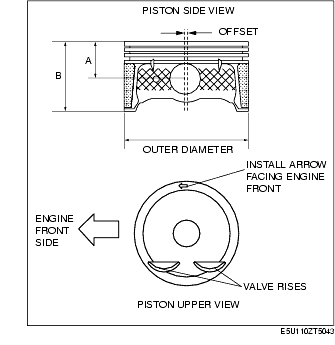 PISTON SIDE VIEW
OFFSET
A
B
OUTER DIAMETER
INSTALL ARROW
FACING ENGINE
FRONT
ENGINE
FRONT
SIDE
VALVE RISES
PISTON UPPER VIEW
E5U110ZT5043